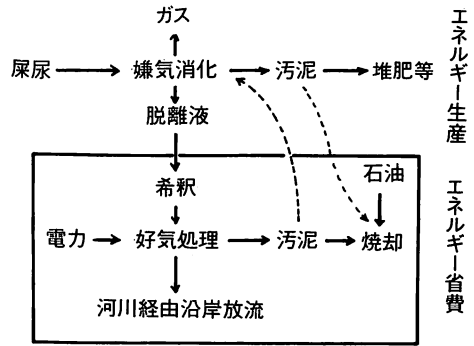 ガス
屎尿 嫌気消化 汚泥 堆肥等
脱離液
希釈
石油
電力 好気処理 汚泥 焼却
河川経由沿岸放流
エネルギー生産
エネルギー省費